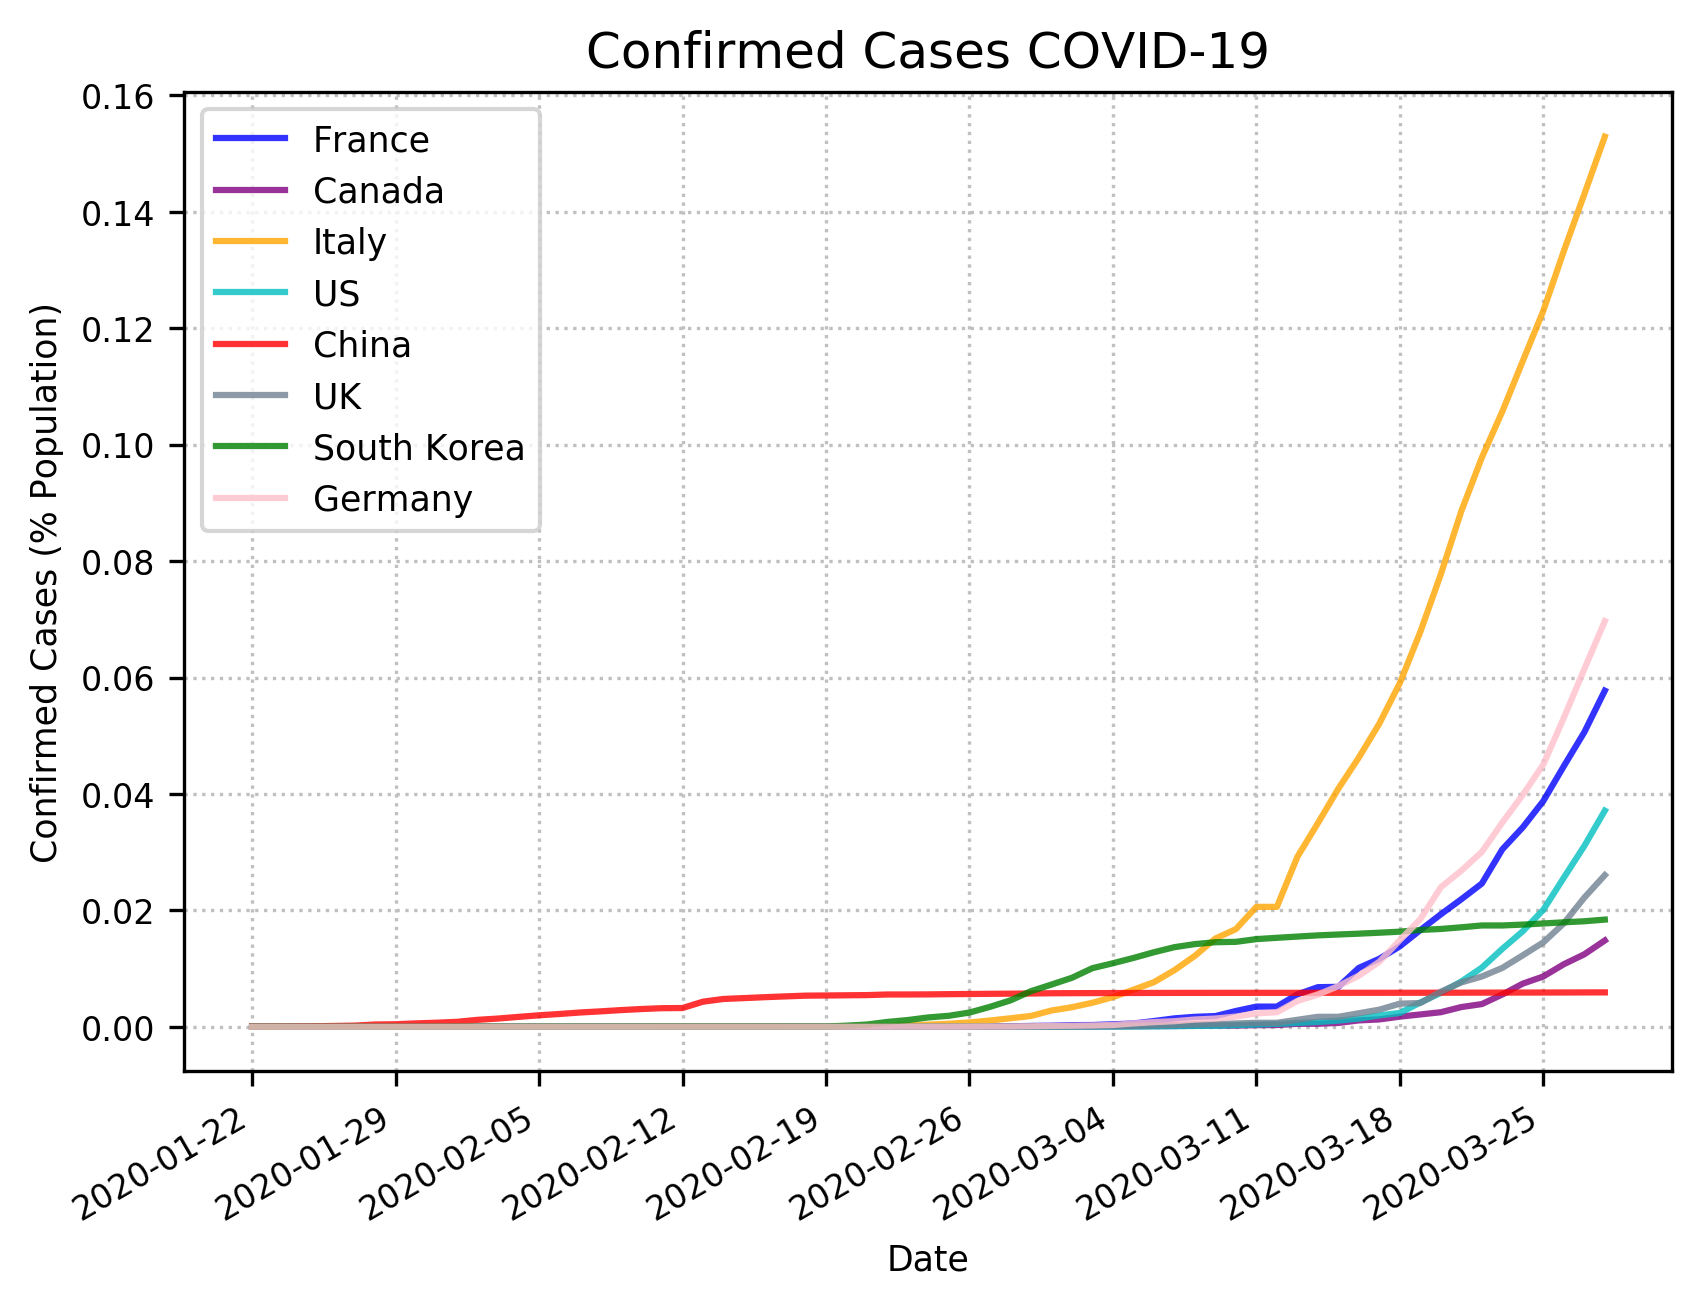 Confirmed Cases COVID-19
Confirmed Cases (% Population)
0.16
0.14
0.12
0.10
0.08
0.06
0.04
0.02
0.00
France
Canada
Italy
US
China
UK
South Korea
Germany
2020-01-22
2020-01-29
2020-02-05
2020-02-12
2020-02-19
2020-02-26
2020-03-04
2020-03-11
2020-03-18
2020-03-25
Date